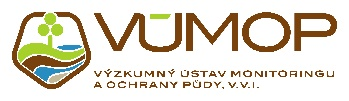 VÚMOP
VÝZKUMNÝ ÚSTAV MONITORINGU
A OCHRANY PŮDY, V.V.I.